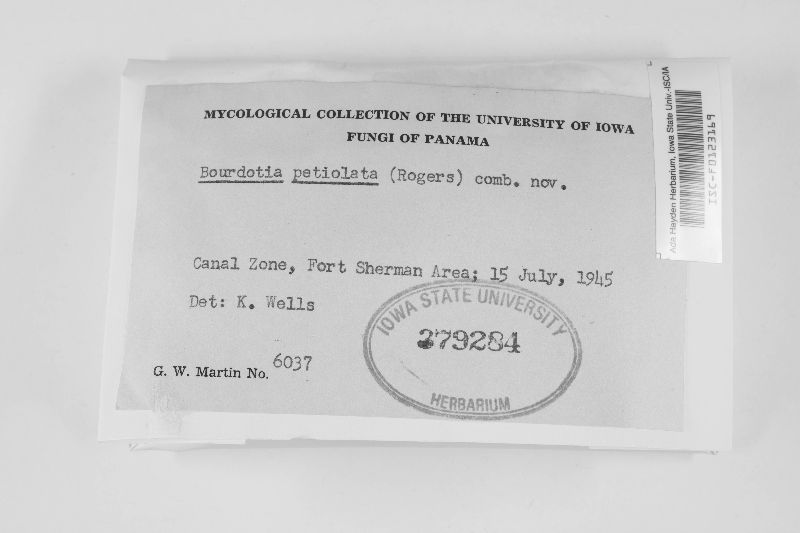 MYCOLOGICAL COLLECTION OF THE UNIVERSITY OF IOWA
FUNGI OF PANAMA
Bourdotia petiolata (Rogers) comb. nov.
Canal Zone, Fort Sherman Area; 15 July, 1945
Det: K. Wells
G. W. Martin No. 6037
IOWA STATE UNIVERSITY
279284
HERBARIUM
Ada Hayden Herbarium, Iowa State Univ.-ISC/IA
ISC-F0123169